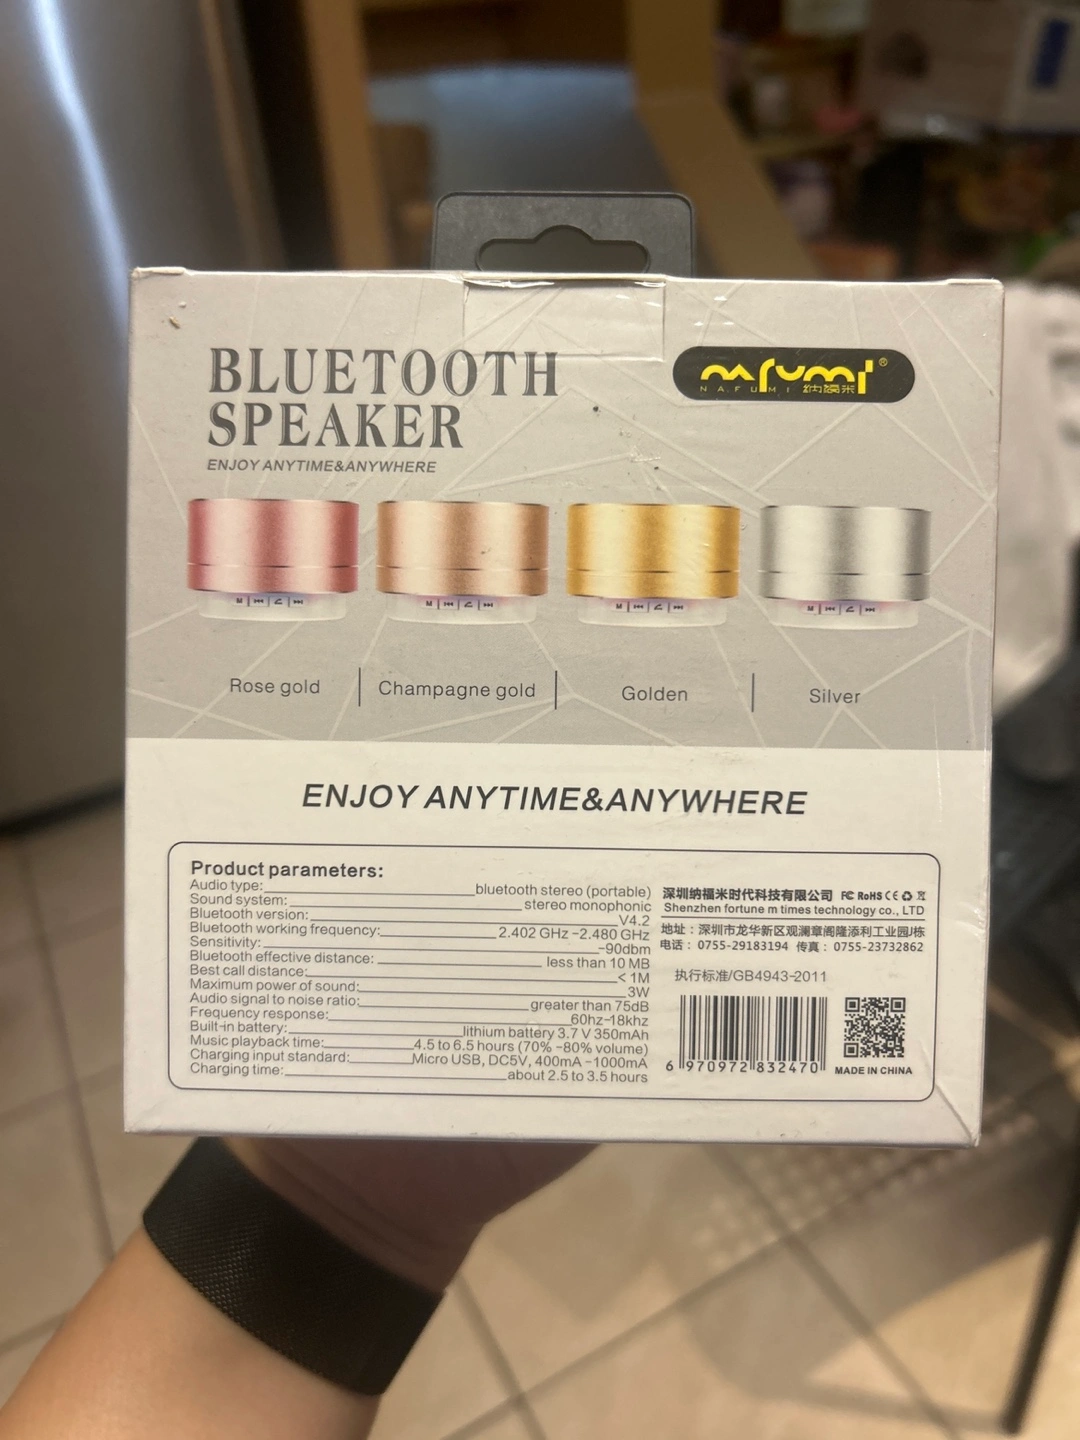 BLUETOOTH
SPEAKER
ENJOY ANYTIME&ANYWHERE
nafumi®
NAFUMI 纳福米
M
M
M
M
Rose gold | Champagne gold | Golden | Silver
ENJOY ANYTIME&ANYWHERE
Product parameters:
Audio type: bluetooth stereo (portable)
Sound system: stereo monophonic
Bluetooth version: V4.2
Bluetooth working frequency: 2.402 GHz -2.480 GHz
Sensitivity: -90dbm
Bluetooth effective distance: less than 10 MB
Best call distance: < 1M
Maximum power of sound: 3W
Audio signal to noise ratio: greater than 75dB
Frequency response: 60hz-18khz
Built-in battery: lithium battery 3.7 V 350mAh
Music playback time: 4.5 to 6.5 hours (70% -80% volume)
Charging input standard: Micro USB, DC5V, 400mA -1000mA
Charging time: about 2.5 to 3.5 hours
深圳纳福米时代科技有限公司 FC RoHS CE
Shenzhen fortune m times technology co., LTD
地址：深圳市龙华新区观澜章阁隆添利工业园J栋
电话：0755-29183194 传真：0755-23732862
执行标准/GB4943-2011
6 970972 832470
MADE IN CHINA